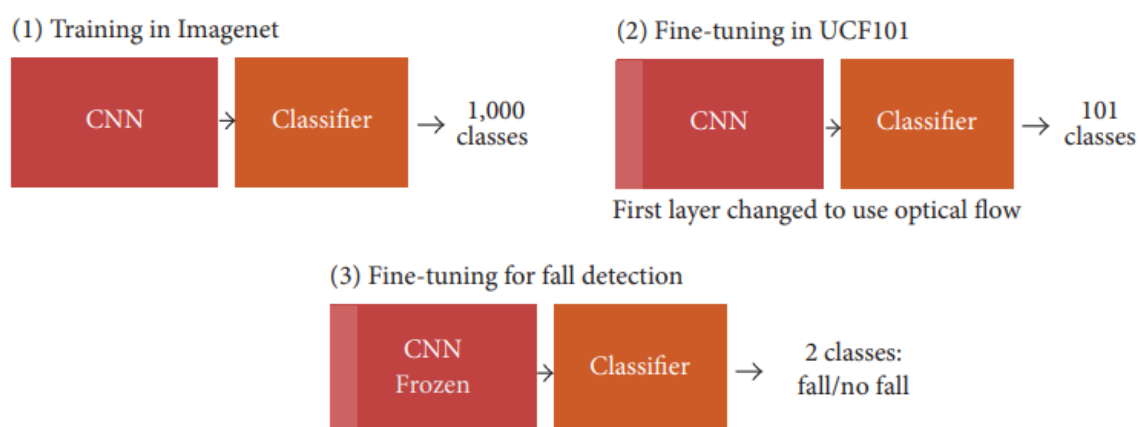 (1) Training in Imagenet
CNN
Classifier
1,000
classes
(2) Fine-tuning in UCF101
CNN
Classifier
101
classes
First layer changed to use optical flow
(3) Fine-tuning for fall detection
CNN
Frozen
Classifier
2 classes:
fall/no fall